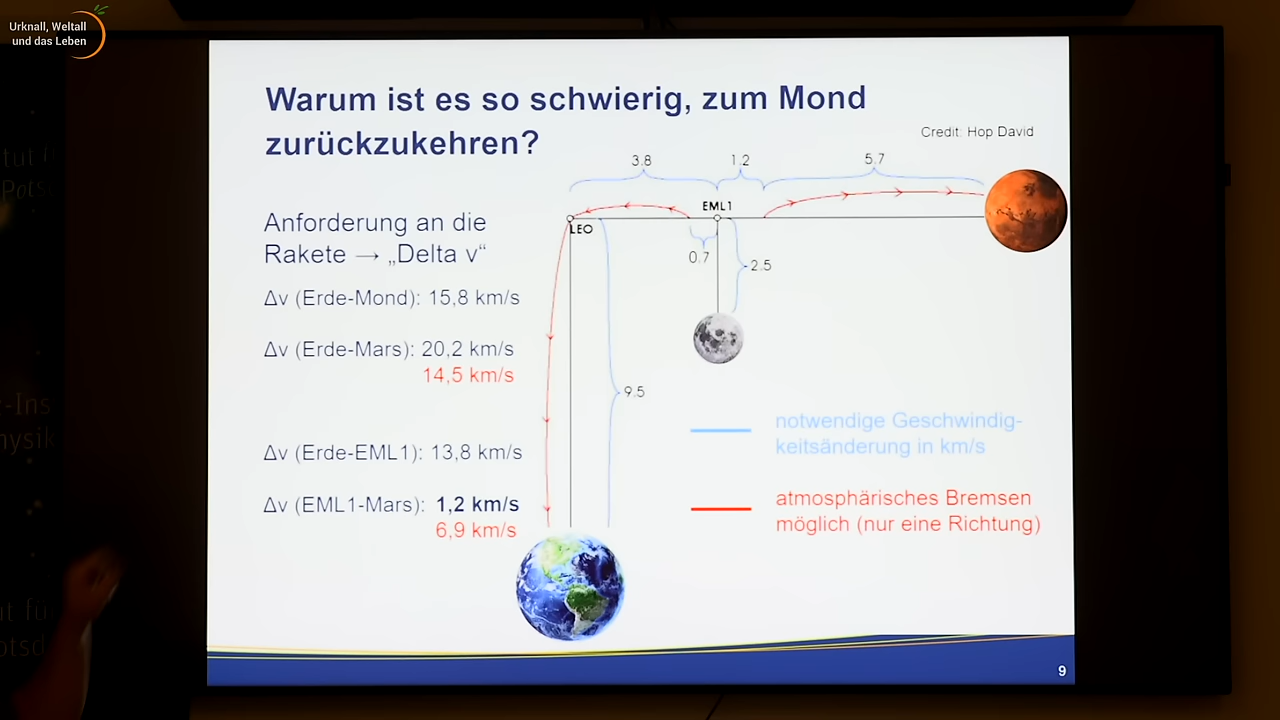 Urknall, Weltall
und das Leben
Warum ist es so schwierig, zum Mond
zurückzukehren?
Credit: Hop David
3.8
1.2
5.7
Anforderung an die
Rakete → „Delta v“
EML1
LEO
0.7
2.5
Δv (Erde-Mond): 15,8 km/s
Δv (Erde-Mars): 20,2 km/s
14,5 km/s
9.5
notwendige Geschwindig-
keitsänderung in km/s
Δv (Erde-EML1): 13,8 km/s
Δv (EML1-Mars): 1,2 km/s
6,9 km/s
atmosphärisches Bremsen
möglich (nur eine Richtung)
9